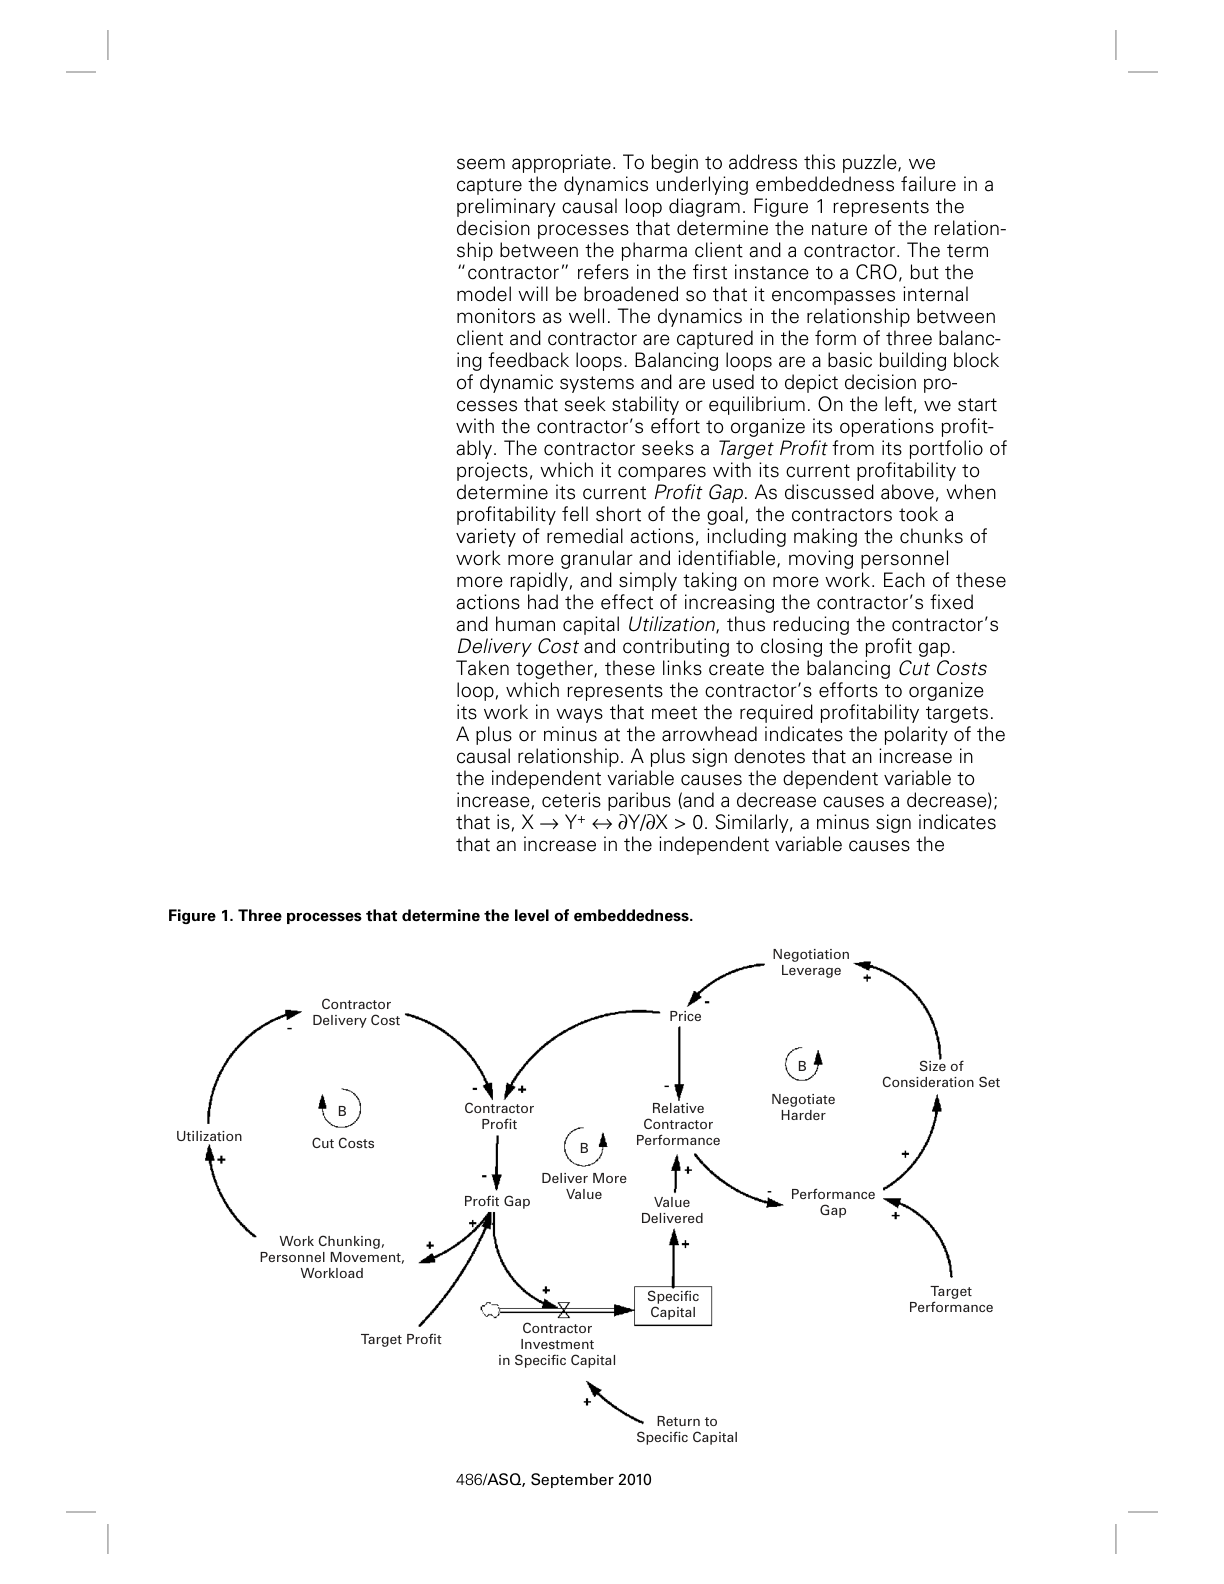 seem appropriate. To begin to address this puzzle, we
capture the dynamics underlying embeddedness failure in a
preliminary causal loop diagram. Figure 1 represents the
decision processes that determine the nature of the relation-
ship between the pharma client and a contractor. The term
“contractor” refers in the first instance to a CRO, but the
model will be broadened so that it encompasses internal
monitors as well. The dynamics in the relationship between
client and contractor are captured in the form of three balanc-
ing feedback loops. Balancing loops are a basic building block
of dynamic systems and are used to depict decision pro-
cesses that seek stability or equilibrium. On the left, we start
with the contractor’s effort to organize its operations profit-
ably. The contractor seeks a Target Profit from its portfolio of
projects, which it compares with its current profitability to
determine its current Profit Gap. As discussed above, when
profitability fell short of the goal, the contractors took a
variety of remedial actions, including making the chunks of
work more granular and identifiable, moving personnel
more rapidly, and simply taking on more work. Each of these
actions had the effect of increasing the contractor’s fixed
and human capital Utilization, thus reducing the contractor’s
Delivery Cost and contributing to closing the profit gap.
Taken together, these links create the balancing Cut Costs
loop, which represents the contractor’s efforts to organize
its work in ways that meet the required profitability targets.
A plus or minus at the arrowhead indicates the polarity of the
causal relationship. A plus sign denotes that an increase in
the independent variable causes the dependent variable to
increase, ceteris paribus (and a decrease causes a decrease);
that is, X → Y⁺ ↔ ∂Y/∂X > 0. Similarly, a minus sign indicates
that an increase in the independent variable causes the
Figure 1. Three processes that determine the level of embeddedness.
Negotiation
Leverage
+
-
Price
Contractor
Delivery Cost
-
B
Cut Costs
Utilization
+
- +
Contractor
Profit
-
Profit Gap
+
+
Work Chunking,
Personnel Movement,
Workload
Target Profit
B
Deliver More
Value
-
Relative
Contractor
Performance
+
Value
Delivered
+
Specific
Capital
+
Contractor
Investment
in Specific Capital
+
Return to
Specific Capital
B
Negotiate
Harder
Size of
Consideration Set
+
-
Performance
Gap
+
Target
Performance
486/ASQ, September 2010